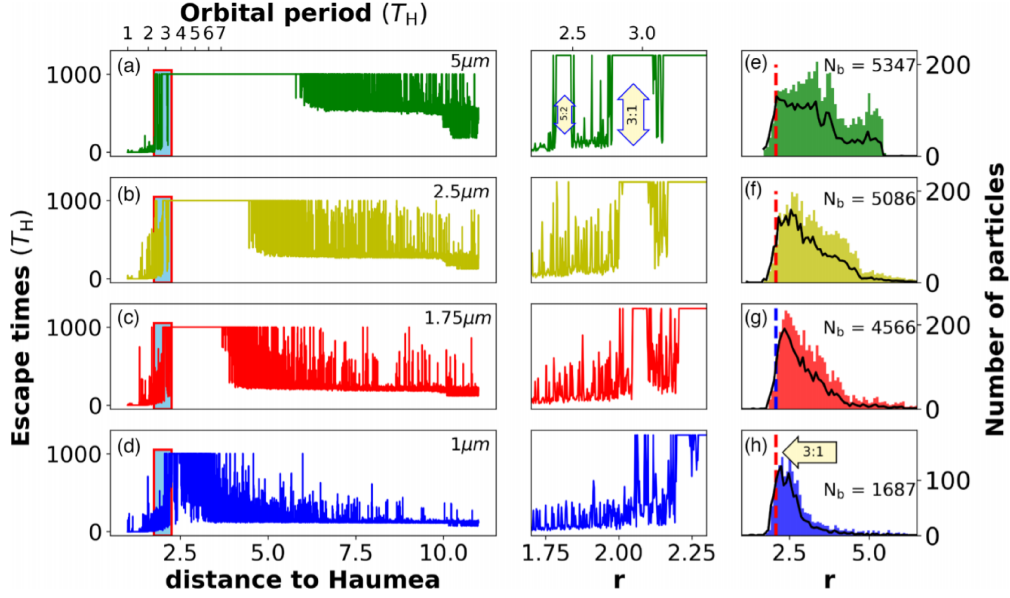 Orbital period (T_H)
1 2 3 4 5 6 7
2.5 3.0
Escape times (T_H)
(a) 5μm
1000
0
5:2
3:1
(e) N_b = 5347
200
0
(b) 2.5μm
1000
0
(f) N_b = 5086
200
0
(c) 1.75μm
1000
0
(g) N_b = 4566
200
0
(d) 1μm
1000
0
(h) 3:1
N_b = 1687
100
0
Number of particles
2.5 5.0 7.5 10.0
1.75 2.00 2.25
2.5 5.0
distance to Haumea
r
r